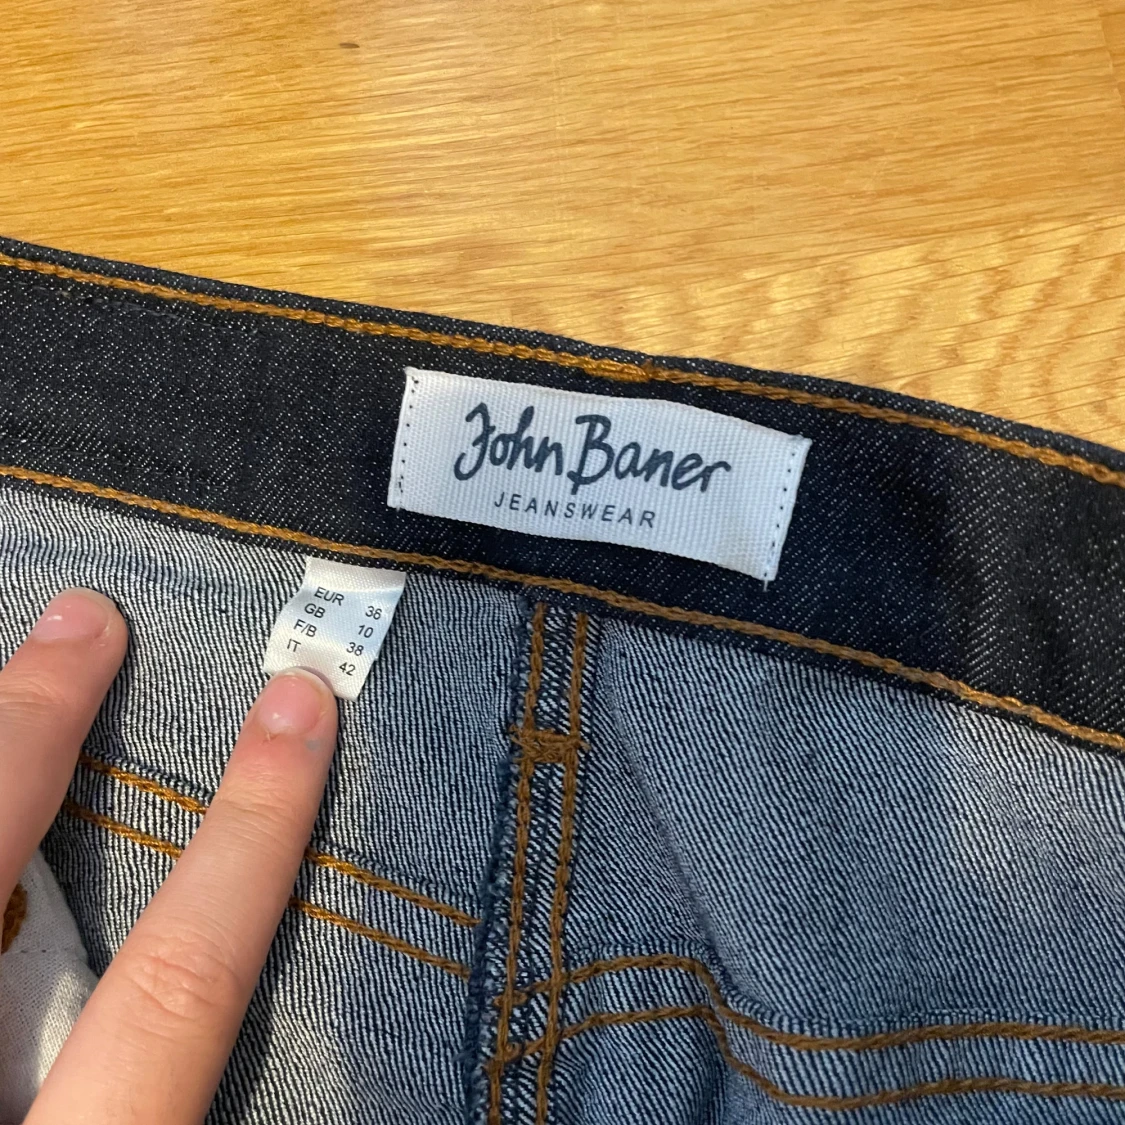 John Baner
JEANSWEAR
EUR 36
GB 10
F/B 38
IT 42